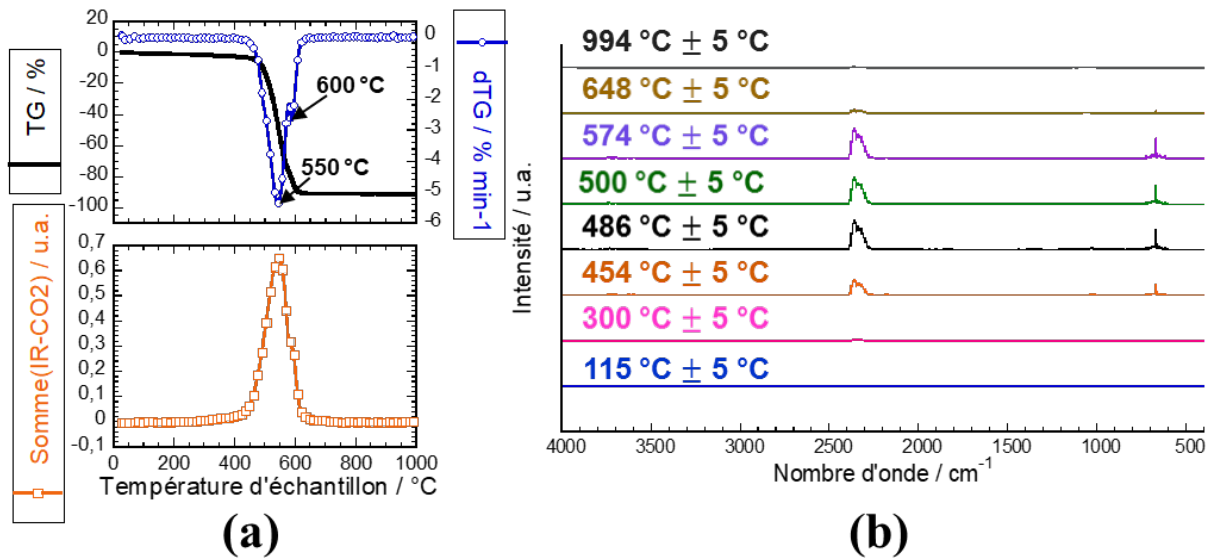 TG / %
20
0
-20
-40
-60
-80
-100
0
-1
-2
-3
-4
-5
-6
600 °C
550 °C
dTG / % min-1
Somme(IR-CO2) / u.a.
0,7
0,6
0,5
0,4
0,3
0,2
0,1
0
-0,1
0 200 400 600 800 1000
Température d'échantillon / °C
(a)
Intensité / u.a.
994 °C ± 5 °C
648 °C ± 5 °C
574 °C ± 5 °C
500 °C ± 5 °C
486 °C ± 5 °C
454 °C ± 5 °C
300 °C ± 5 °C
115 °C ± 5 °C
4000 3500 3000 2500 2000 1500 1000 500
Nombre d'onde / cm⁻¹
(b)